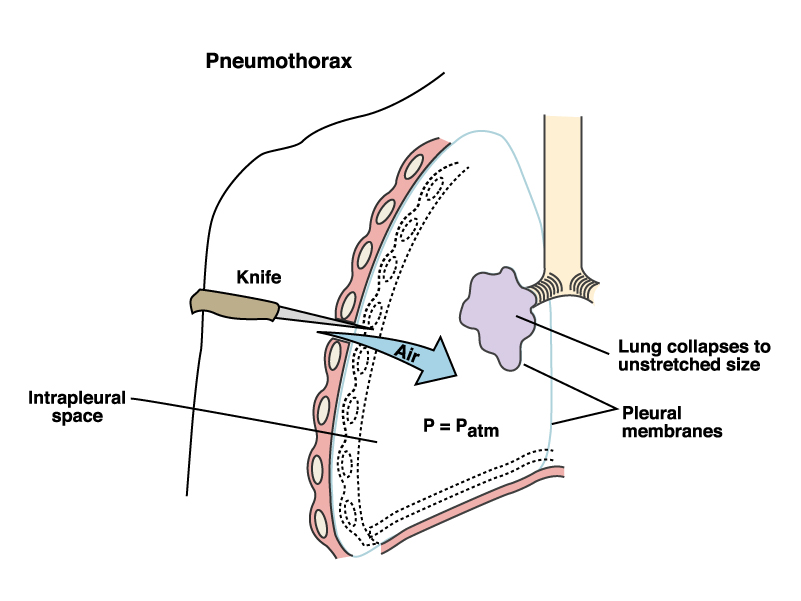 Pneumothorax
Knife
Air
Lung collapses to
unstretched size
Intrapleural
space
Pleural
membranes
P = Patm